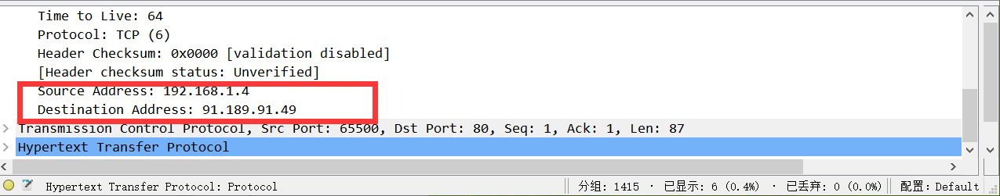 Time to Live: 64
Protocol: TCP (6)
Header Checksum: 0x0000 [validation disabled]
[Header checksum status: Unverified]
Source Address: 192.168.1.4
Destination Address: 91.189.91.49
Transmission Control Protocol, Src Port: 65500, Dst Port: 80, Seq: 1, Ack: 1, Len: 87
Hypertext Transfer Protocol
Hypertext Transfer Protocol: Protocol 分组: 1415 · 已显示: 6 (0.4%) · 已丢弃: 0 (0.0%) 配置: Default